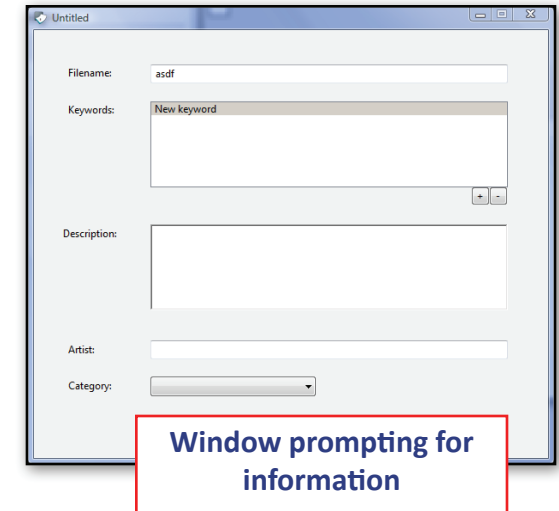 Untitled
Filename: asdf
Keywords: New keyword
+ -
Description:
Artist:
Category:
Window prompting for
information